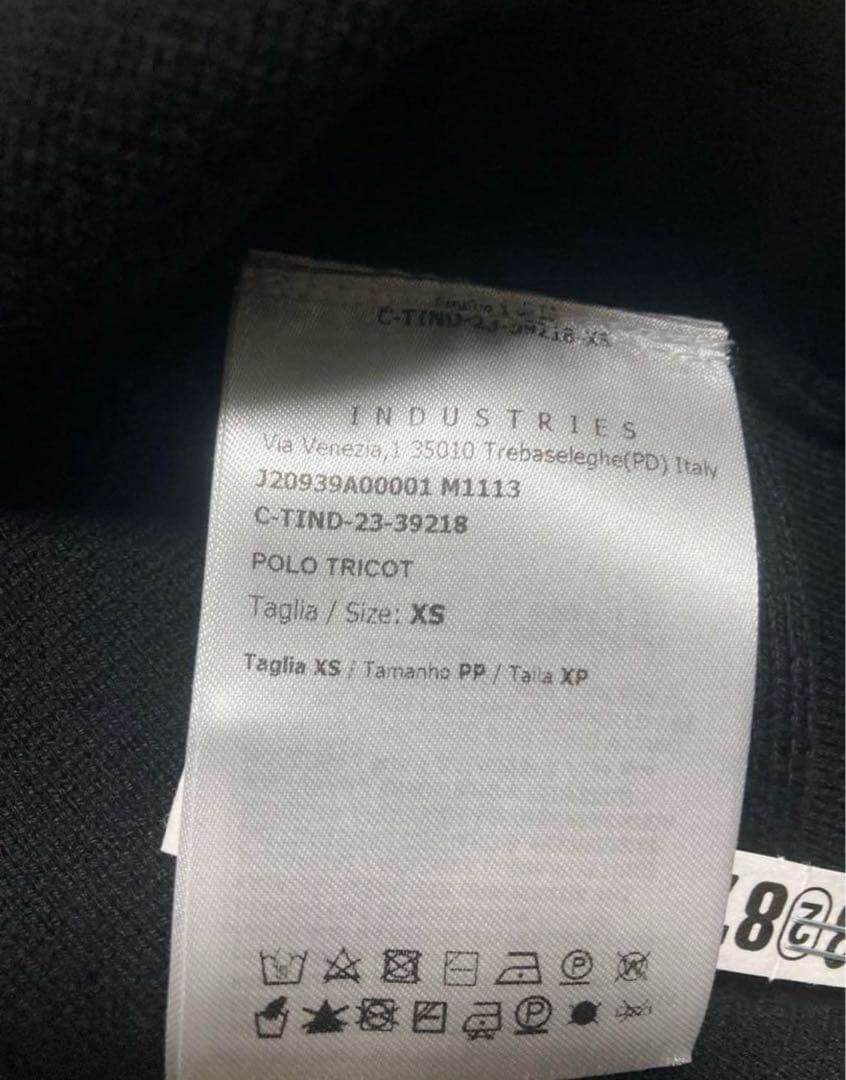 C-TIND-23-39218-XS
INDUSTRIES
Via Venezia,1 35010 Trebaseleghe(PD) Italy
J20939A00001 M1113
C-TIND-23-39218
POLO TRICOT
Taglia / Size: XS
Taglia XS / Tamanho PP / Talla XP